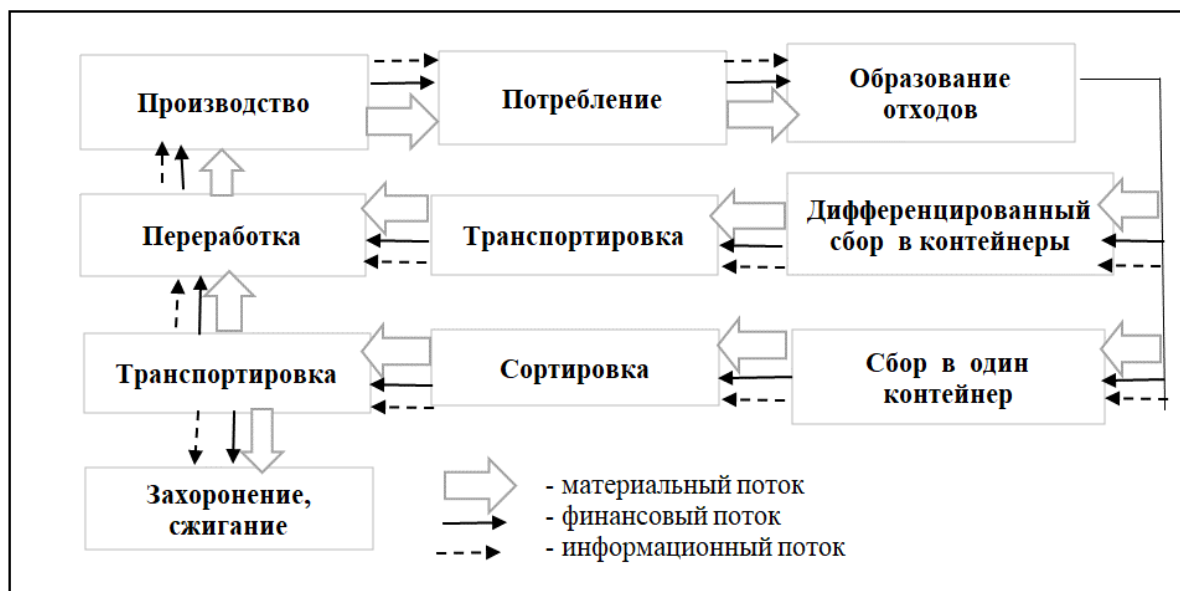 Производство
Потребление
Образование
отходов
Переработка
Транспортировка
Дифференцированный
сбор в контейнеры
Транспортировка
Сортировка
Сбор в один
контейнер
Захоронение,
сжигание
- материальный поток
- финансовый поток
- информационный поток